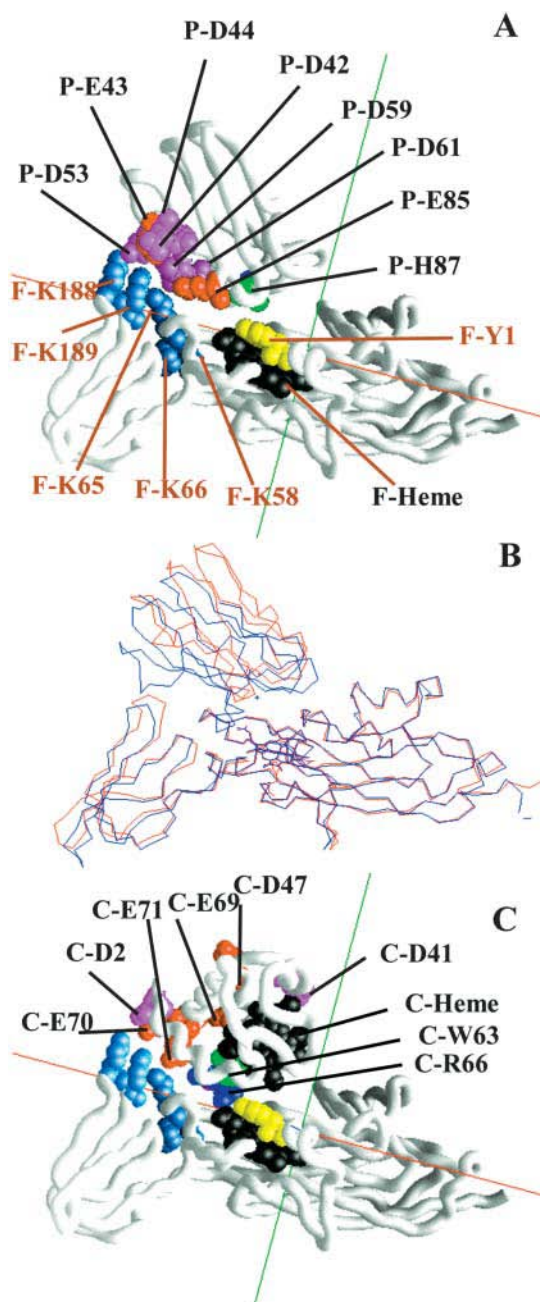 A
P-D44
P-D42
P-E43
P-D59
P-D53
P-D61
P-E85
P-H87
F-K188
F-K189
F-Y1
F-K65
F-K66
F-K58
F-Heme
B
C-D47
C-E69
C-E71
C
C-D2
C-D41
C-E70
C-Heme
C-W63
C-R66